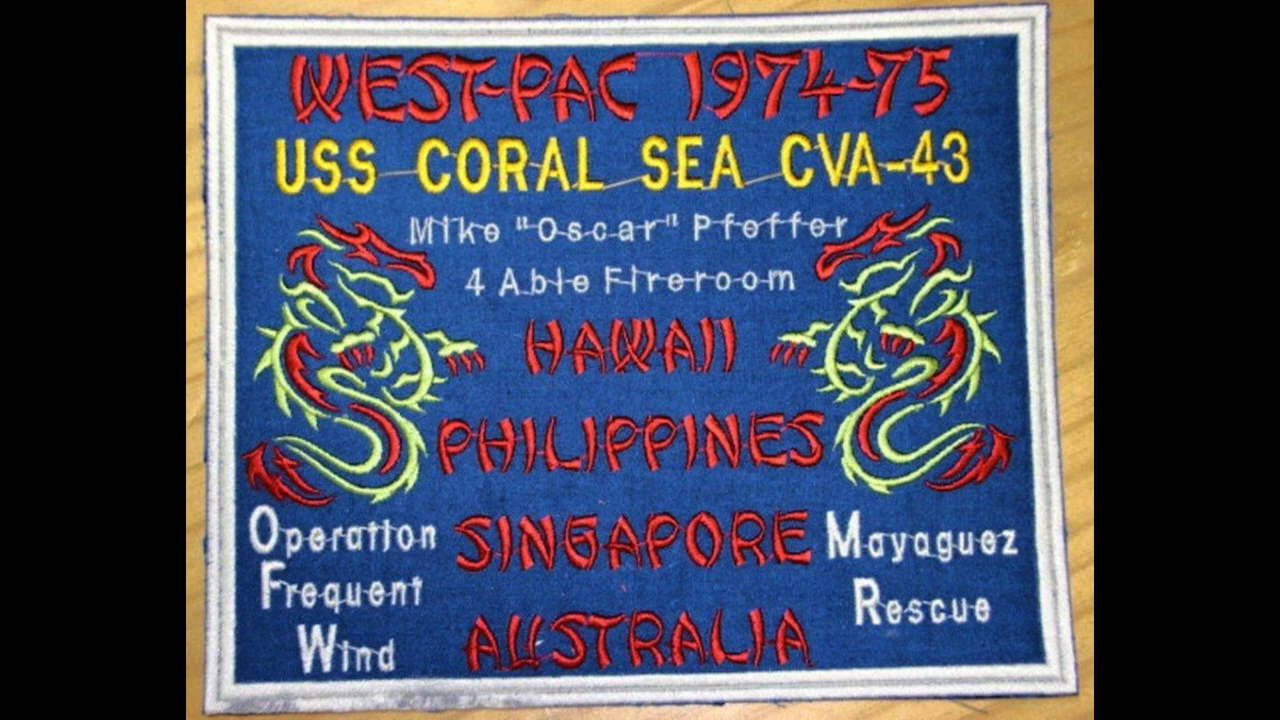 WEST-PAC 1974-75
USS CORAL SEA CVA-43
Mike "Oscar" Pfeffer
4 Able Fireroom
HAWAII
PHILIPPINES
SINGAPORE
AUSTRALIA
Operation
Frequent
Wind
Mayaguez
Rescue